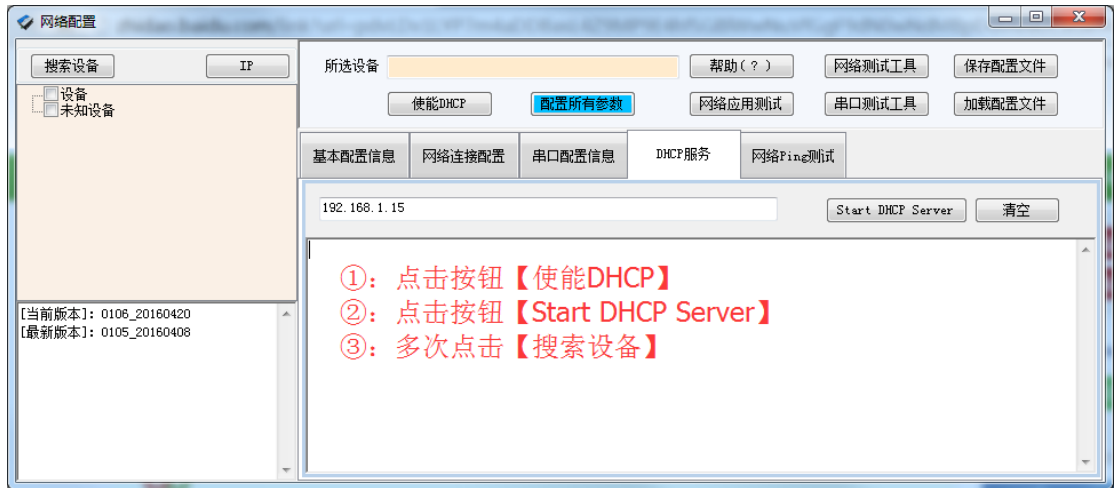 网络配置
搜索设备
IP
设备
未知设备
所选设备
帮助(?)
网络测试工具
保存配置文件
使能DHCP
配置所有参数
网络应用测试
串口测试工具
加载配置文件
基本配置信息
网络连接配置
串口配置信息
DHCP服务
网络Ping测试
192.168.1.15
Start DHCP Server
清空
①：点击按钮【使能DHCP】
②：点击按钮【Start DHCP Server】
③：多次点击【搜索设备】
[当前版本]: 0106_20160420
[最新版本]: 0105_20160408